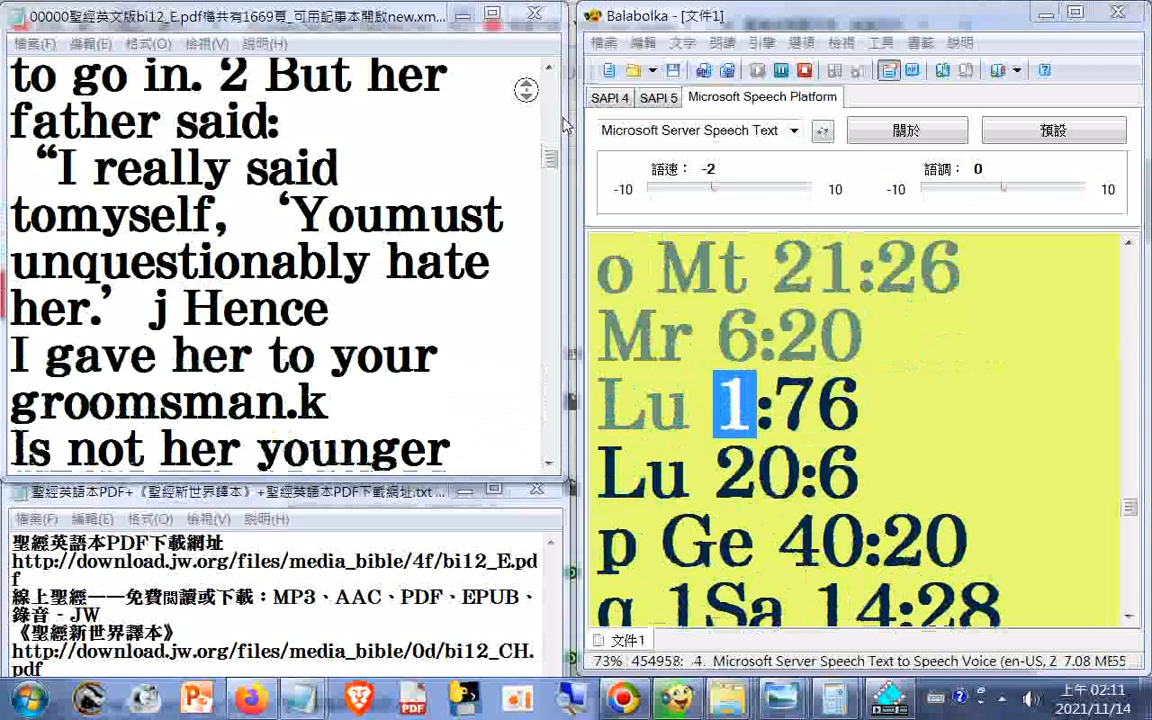 00000聖經英文版bi12_E.pdf檔共有1669頁_可用記事本開啟new.xm...
檔案(F) 編輯(E) 格式(O) 檢視(V) 說明(H)
to go in. 2 But her
father said:
“I really said
tomyself, ‘Youmust
unquestionably hate
her.’ j Hence
I gave her to your
groomsman.k
Is not her younger
聖經英語本PDF+《聖經新世界譯本》+聖經英語本PDF下載網址.txt ...
檔案(F) 編輯(E) 格式(O) 檢視(V) 說明(H)
聖經英語本PDF下載網址
http://download.jw.org/files/media_bible/4f/bi12_E.pd
f
線上聖經——免費閱讀或下載：MP3、AAC、PDF、EPUB、
錄音 - JW
《聖經新世界譯本》
http://download.jw.org/files/media_bible/0d/bi12_CH.
pdf
Balabolka - [文件1]
檔案 編輯 文字 朗讀 引擎 選項 檢視 工具 書籤 說明
SAPI 4 SAPI 5 Microsoft Speech Platform
Microsoft Server Speech Text 關於 預設
語速： -2 語調： 0
-10 10 -10 10
o Mt 21:26
Mr 6:20
Lu 1:76
Lu 20:6
p Ge 40:20
q 1Sa 14:28
文件1
73% 454958: Microsoft Server Speech Text to Speech Voice (en-US, Z 7.08 MB
PDF
上午 02:11
2021/11/14